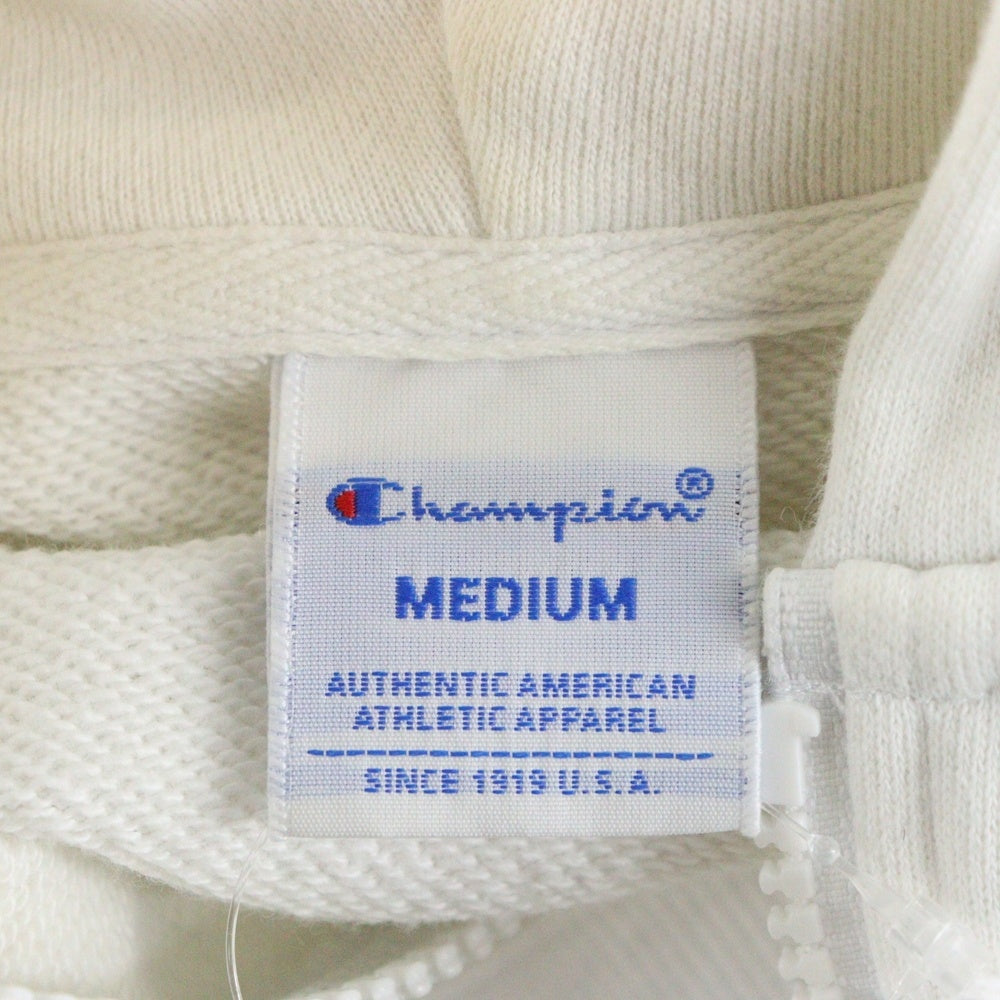 Champion®
MEDIUM
AUTHENTIC AMERICAN
ATHLETIC APPAREL
SINCE 1919 U.S.A.